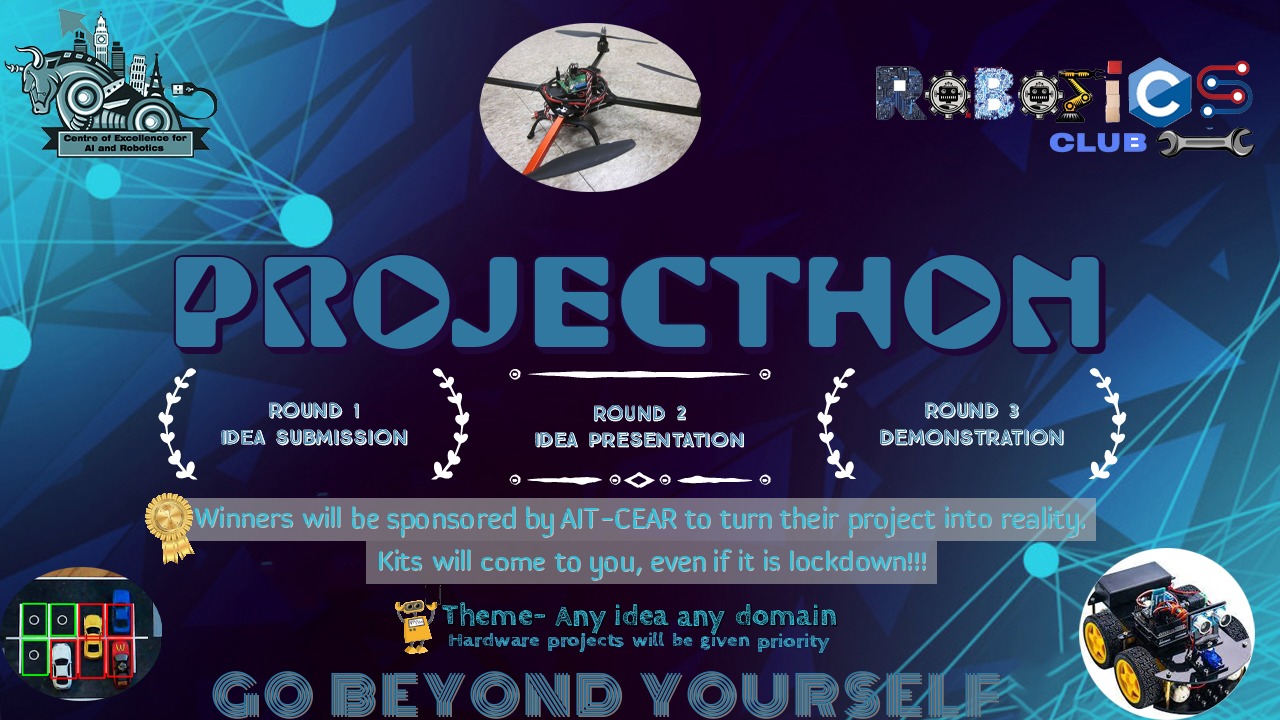 Centre of Excellence for
AI and Robotics
ROBOTICS
CLUB
PROJECTHON
ROUND 1
IDEA SUBMISSION
ROUND 2
IDEA PRESENTATION
ROUND 3
DEMONSTRATION
Winners will be sponsored by AIT-CEAR to turn their project into reality.
Kits will come to you, even if it is lockdown!!!
Theme- Any idea any domain
Hardware projects will be given priority
GO BEYOND YOURSELF